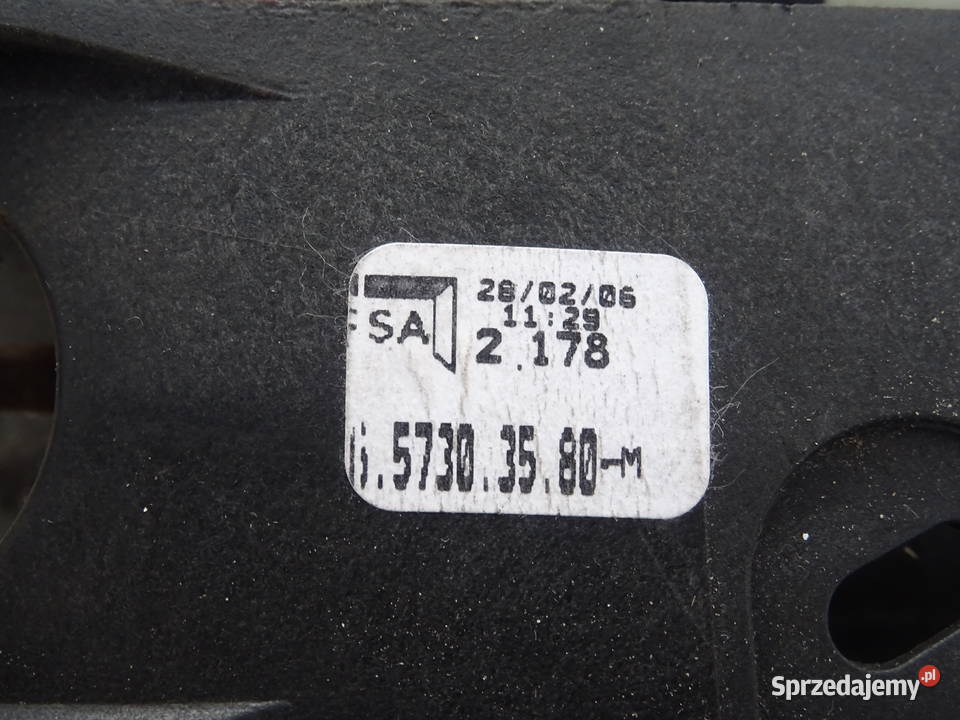 28/02/06
11:29
SA
2.178
.5730.35.80-M
Sprzedajemy.pl